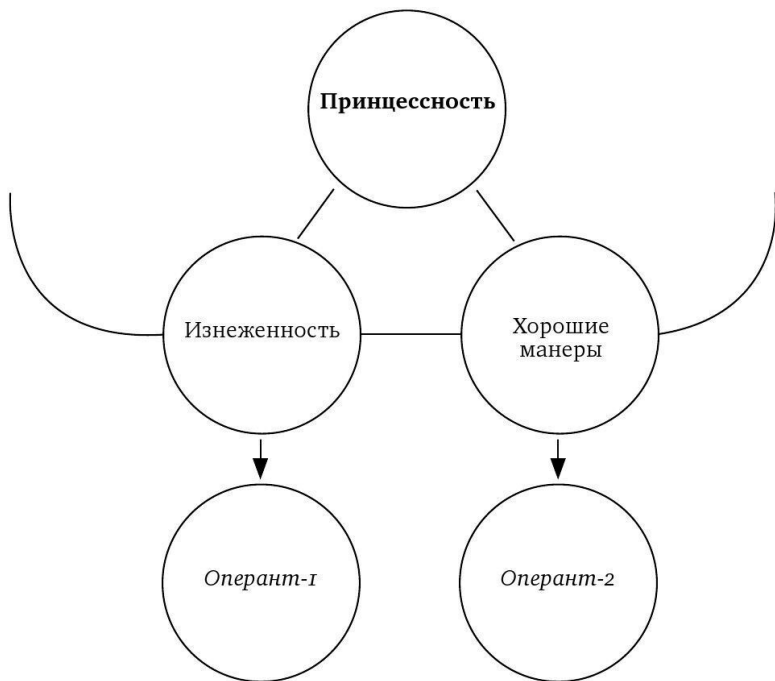 Принцессность
Изнеженность
Хорошие
манеры
Оперант-1
Оперант-2